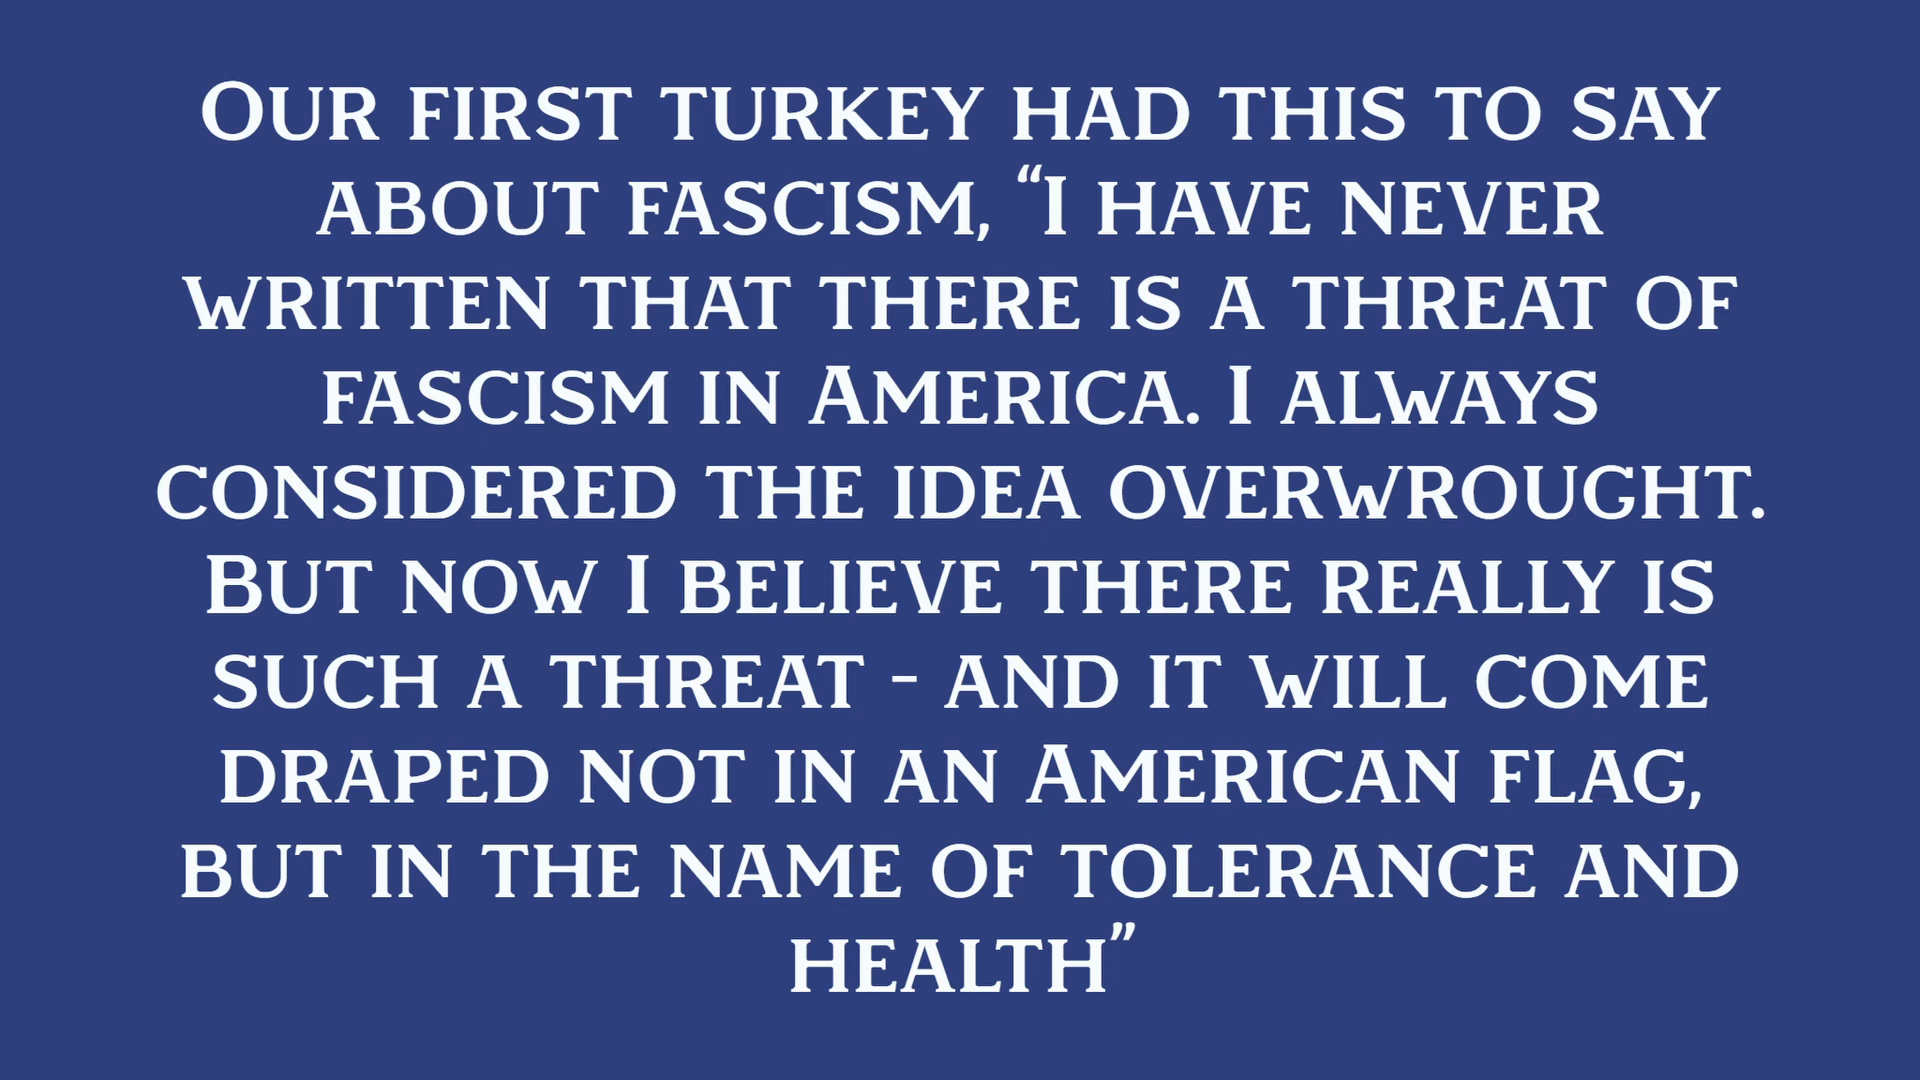 Our first turkey had this to say
about fascism, “I have never
written that there is a threat of
fascism in America. I always
considered the idea overwrought.
But now I believe there really is
such a threat - and it will come
draped not in an American flag,
but in the name of tolerance and
health”